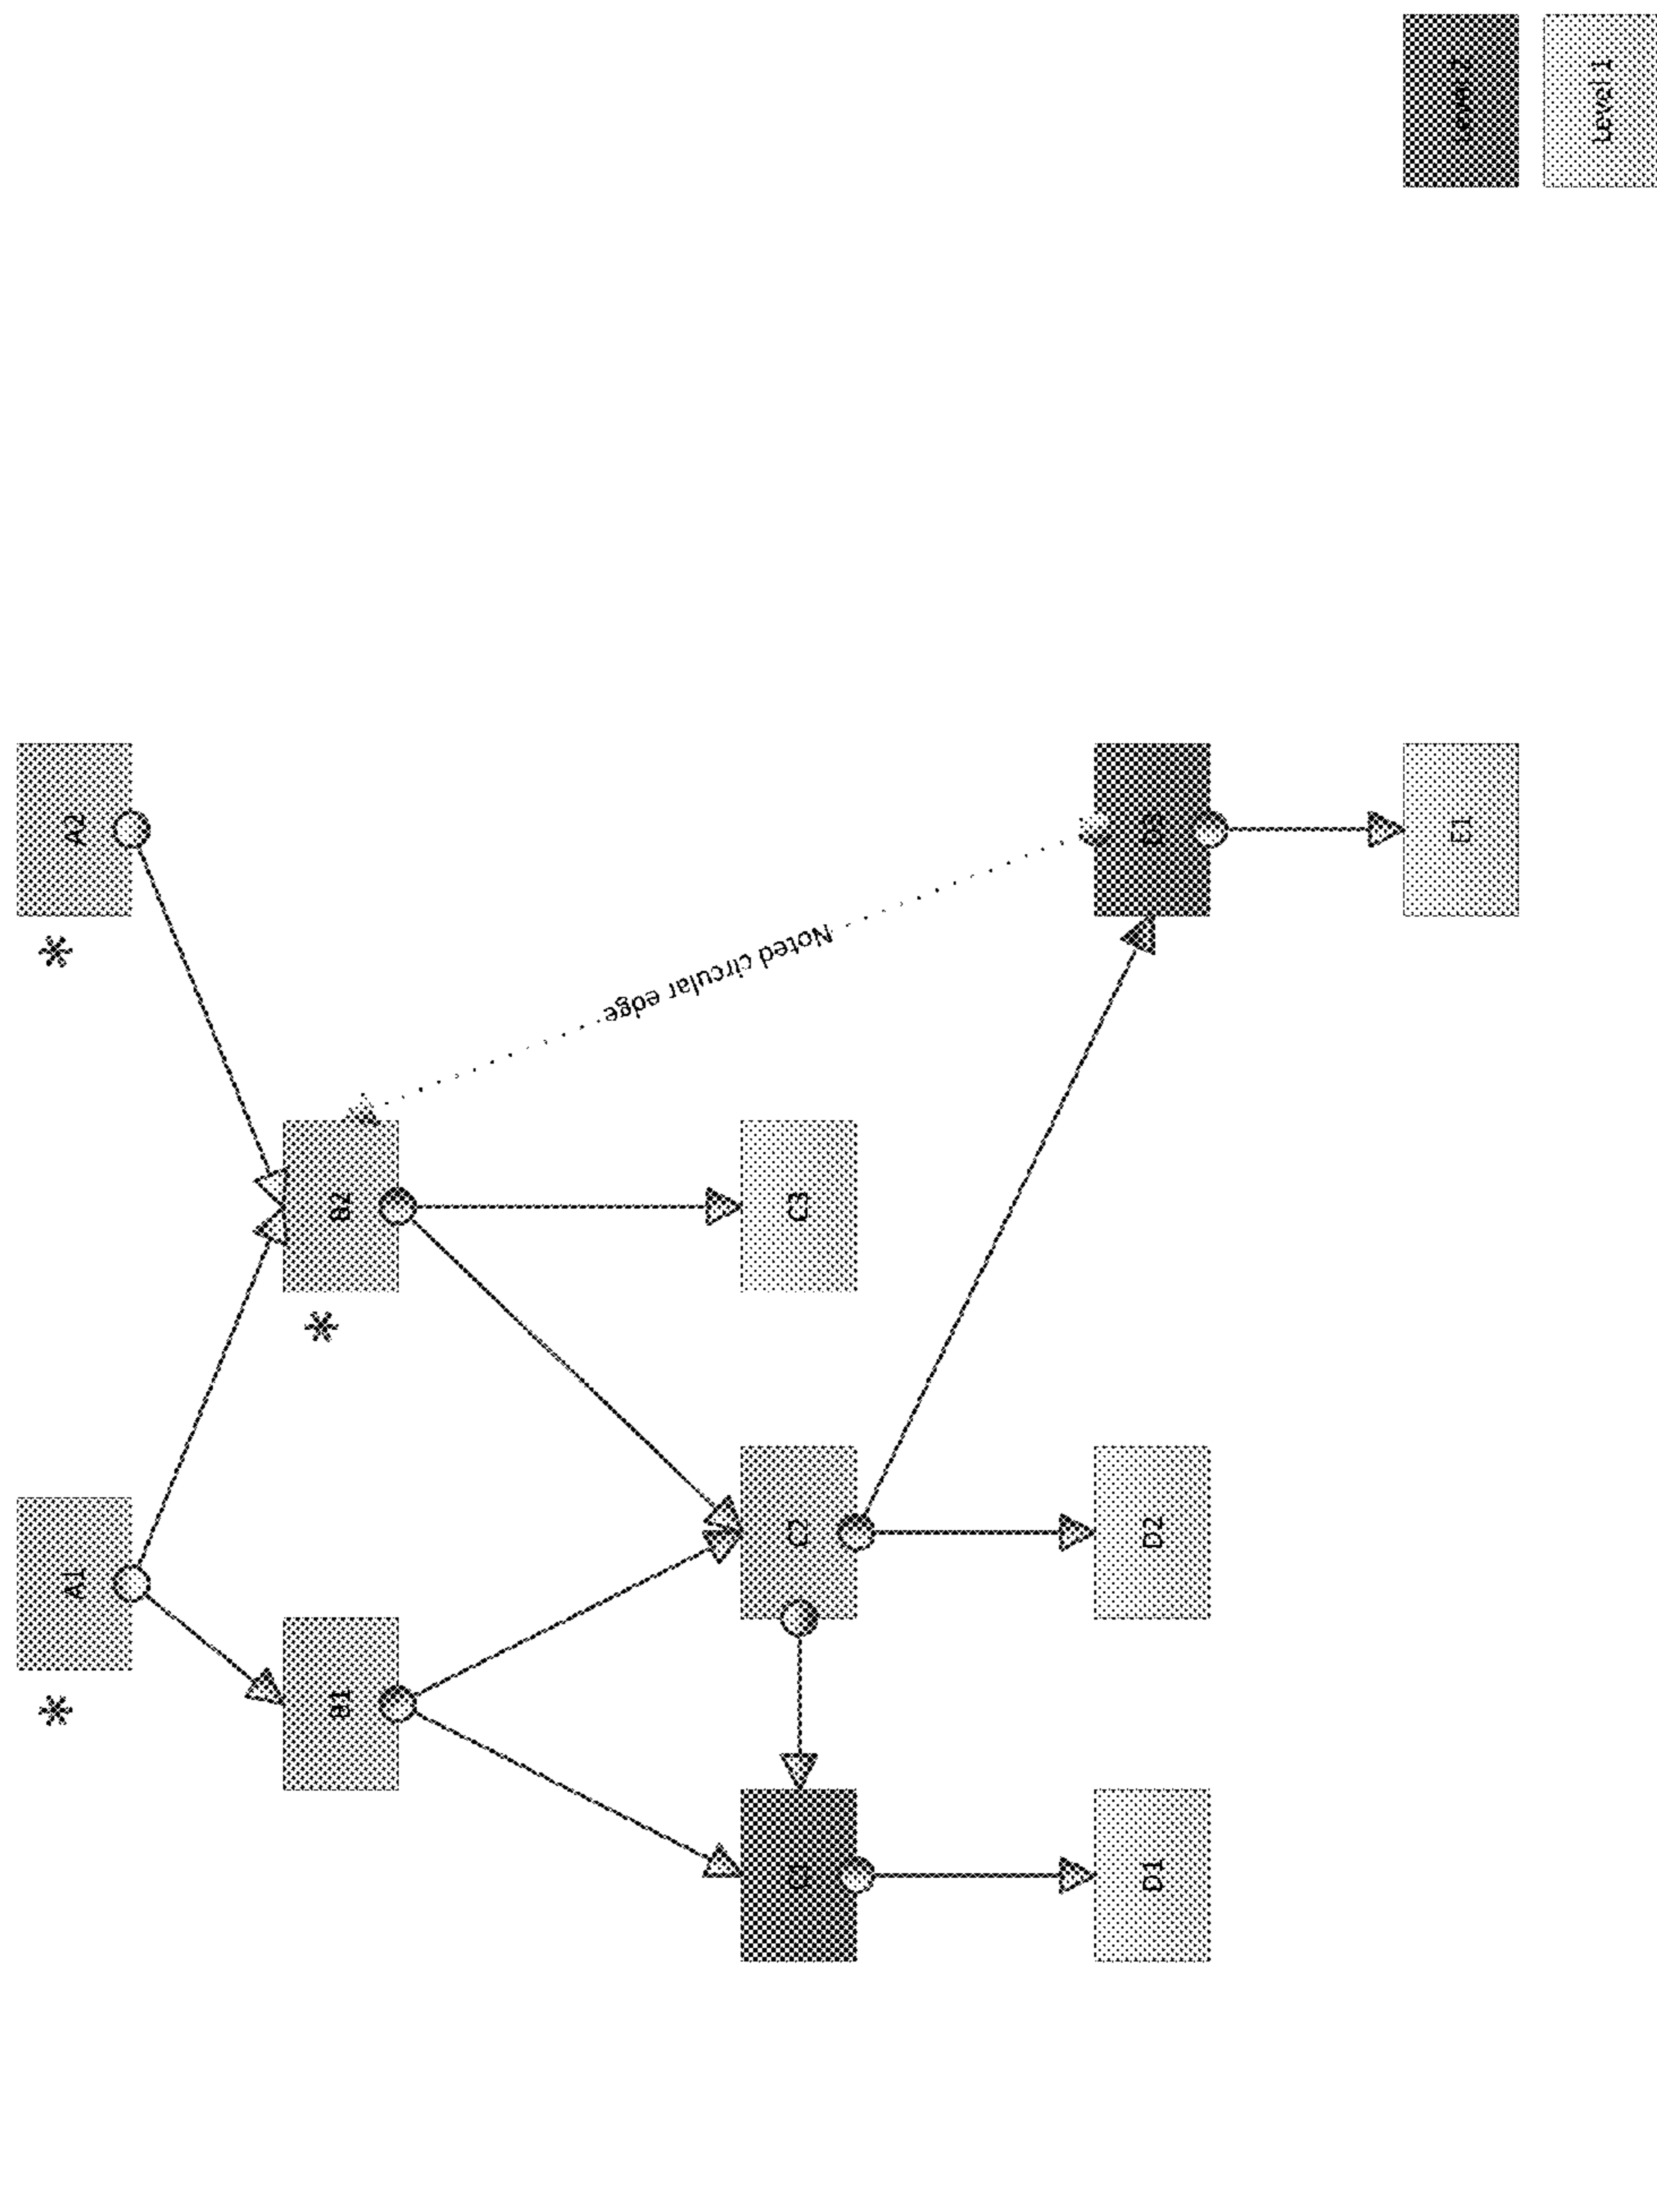 A1
A2
*
*
B1
B2
*
Noted circular edge
C1
C2
C3
D1
D2
D3
E1
Level 2
Level 1